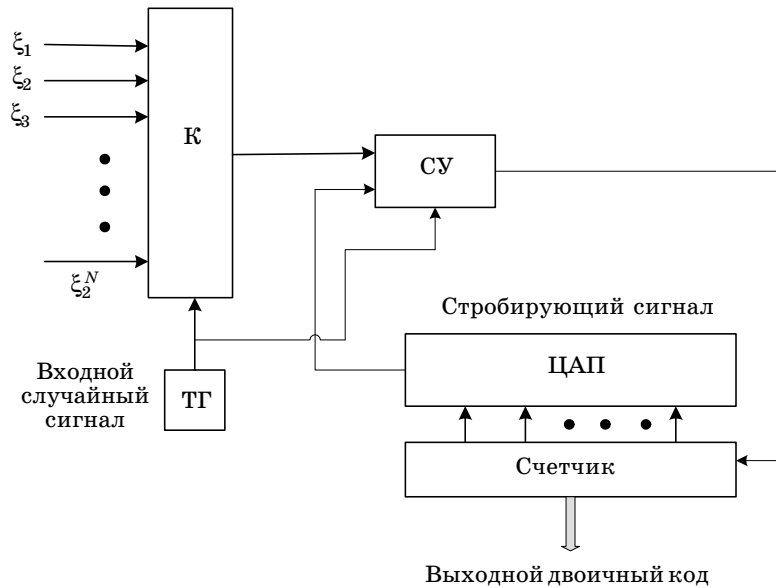 ξ₁
ξ₂
К
ξ₃
СУ
ξ₂ᴺ
Стробирующий сигнал
Входной
случайный
сигнал
ТГ
ЦАП
Счетчик
Выходной двоичный код